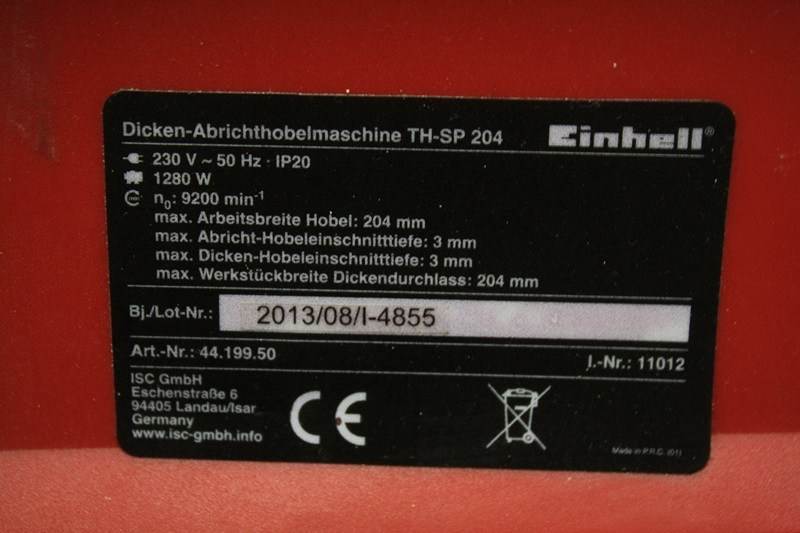 Dicken-Abrichthobelmaschine TH-SP 204
Einhell®
230 V ~ 50 Hz · IP20
1280 W
n₀: 9200 min⁻¹
max. Arbeitsbreite Hobel: 204 mm
max. Abricht-Hobeleinschnitttiefe: 3 mm
max. Dicken-Hobeleinschnitttiefe: 3 mm
max. Werkstückbreite Dickendurchlass: 204 mm
Bj./Lot-Nr.: 2013/08/I-4855
Art.-Nr.: 44.199.50
I.-Nr.: 11012
ISC GmbH
Eschenstraße 6
94405 Landau/Isar
Germany
www.isc-gmbh.info
CE
Made in P.R.C. (01)